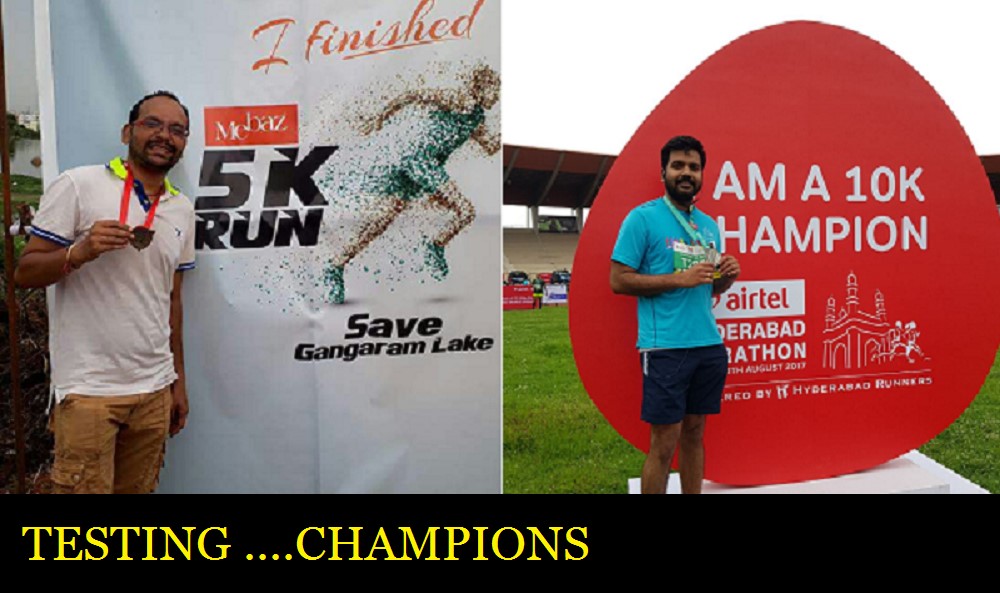 I finished
Mebaz
5K
RUN
Save
Gangaram Lake
AM A 10K
HAMPION
airtel
DERABAD
RATHON
TH AUGUST 2017
RED BY HYDERABAD RUNNERS
TESTING ....CHAMPIONS